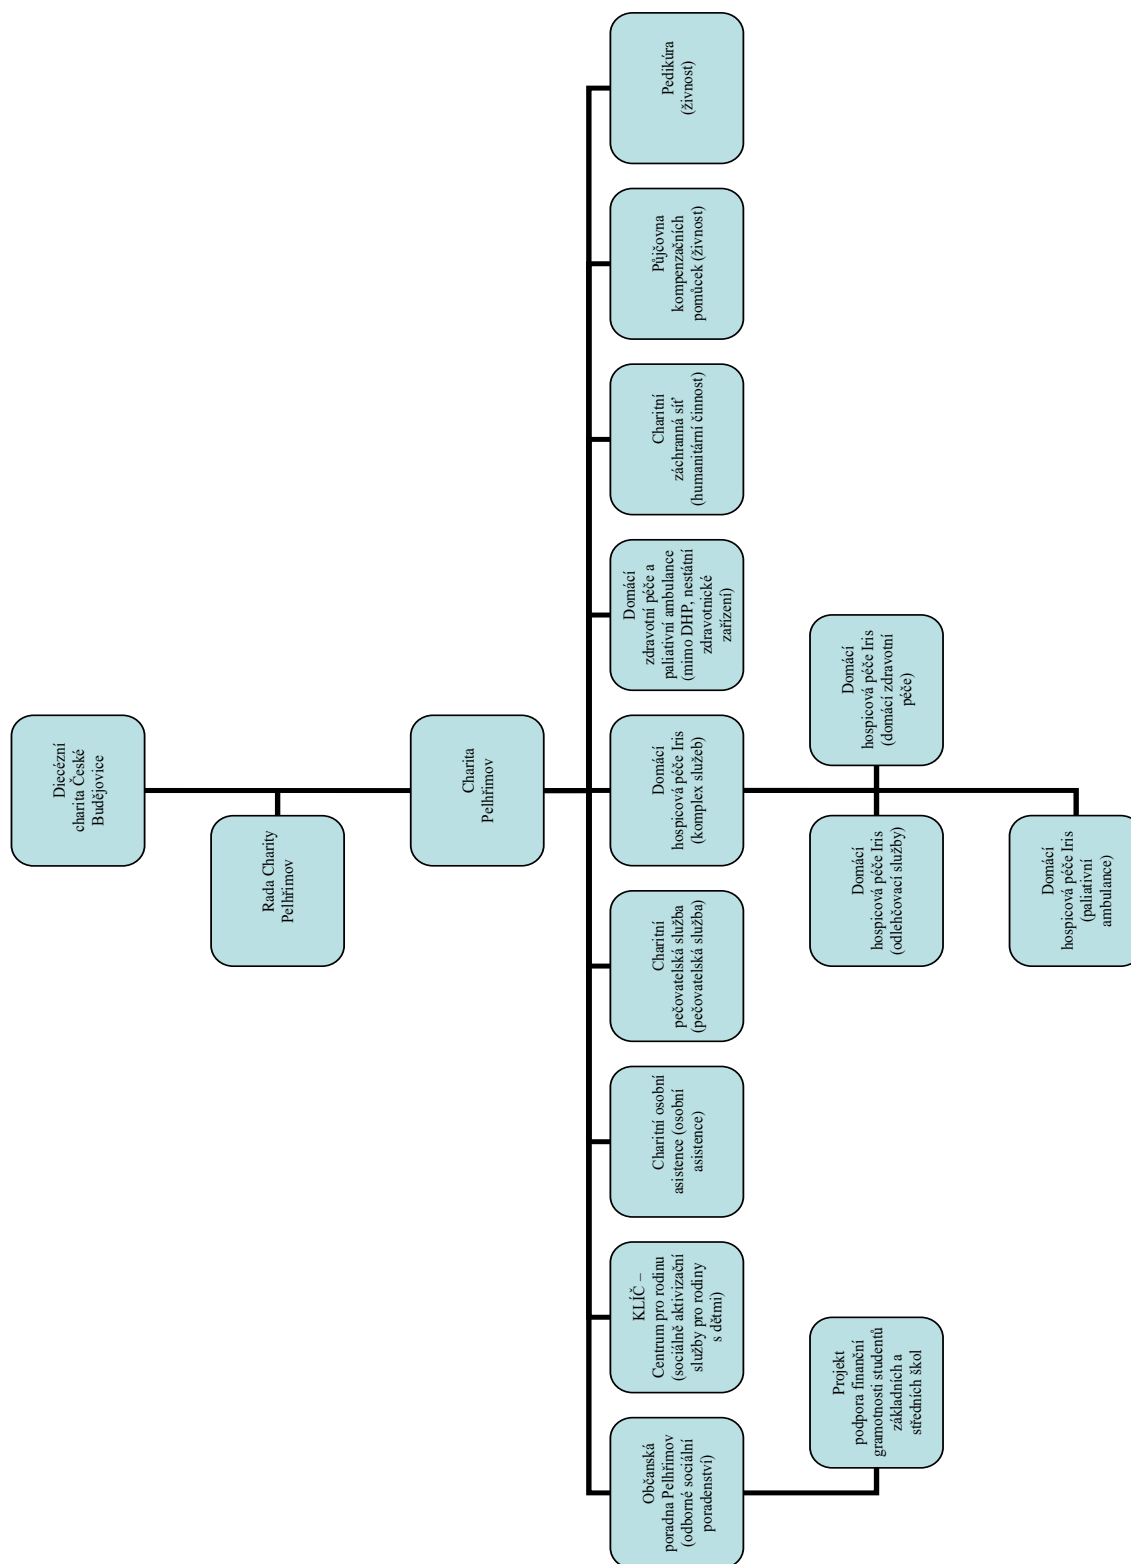 Diecézní
charita České
Budějovice
Rada Charity
Pelhřimov
Charita
Pelhřimov
Občanská
poradna Pelhřimov
(odborné sociální
poradenství)
KLÍČ –
Centrum pro rodinu
(sociálně aktivizační
služby pro rodiny
s dětmi)
Charitní osobní
asistence (osobní
asistence)
Charitní
pečovatelská služba
(pečovatelská služba)
Domácí
hospicová péče Iris
(komplex služeb)
Domácí
zdravotní péče a
paliativní ambulance
(mimo DHP, nestátní
zdravotnické
zařízení)
Charitní
záchranná síť
(humanitární činnost)
Půjčovna
kompenzačních
pomůcek (živnost)
Pedikúra
(živnost)
Projekt
podpora finanční
gramotnosti studentů
základních a
středních škol
Domácí
hospicová péče Iris
(odlehčovací služby)
Domácí
hospicová péče Iris
(domácí zdravotní
péče)
Domácí
hospicová péče Iris
(paliativní
ambulance)